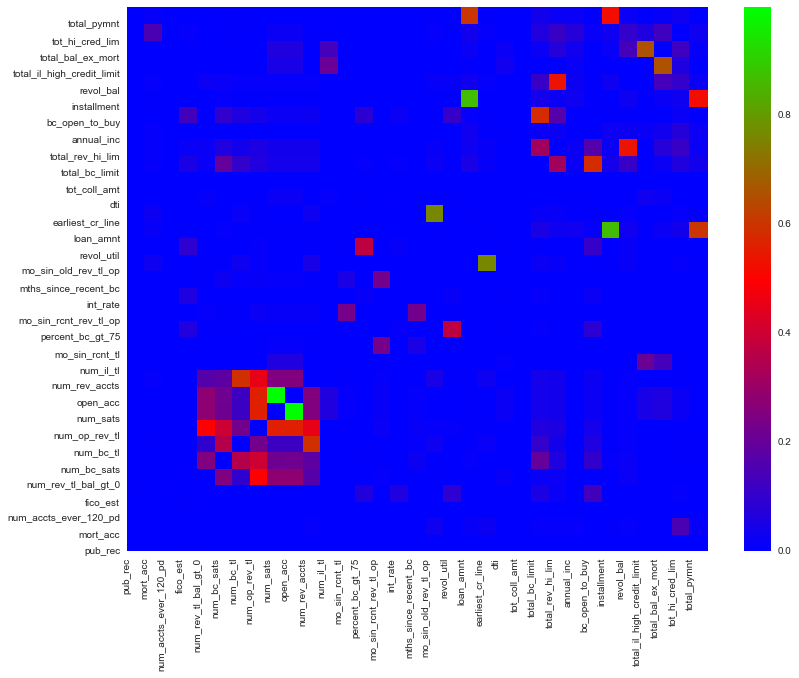 total_pymnt
tot_hi_cred_lim
total_bal_ex_mort
total_il_high_credit_limit
revol_bal
installment
bc_open_to_buy
annual_inc
total_rev_hi_lim
total_bc_limit
tot_coll_amt
dti
earliest_cr_line
loan_amnt
revol_util
mo_sin_old_rev_tl_op
mths_since_recent_bc
int_rate
mo_sin_rcnt_rev_tl_op
percent_bc_gt_75
mo_sin_rcnt_tl
num_il_tl
num_rev_accts
open_acc
num_sats
num_op_rev_tl
num_bc_tl
num_bc_sats
num_rev_tl_bal_gt_0
fico_est
num_accts_ever_120_pd
mort_acc
pub_rec
pub_rec
mort_acc
num_accts_ever_120_pd
fico_est
num_rev_tl_bal_gt_0
num_bc_sats
num_bc_tl
num_op_rev_tl
num_sats
open_acc
num_rev_accts
num_il_tl
mo_sin_rcnt_tl
percent_bc_gt_75
mo_sin_rcnt_rev_tl_op
int_rate
mths_since_recent_bc
mo_sin_old_rev_tl_op
revol_util
loan_amnt
earliest_cr_line
dti
tot_coll_amt
total_bc_limit
total_rev_hi_lim
annual_inc
bc_open_to_buy
installment
revol_bal
total_il_high_credit_limit
total_bal_ex_mort
tot_hi_cred_lim
total_pymnt
0.8
0.6
0.4
0.2
0.0